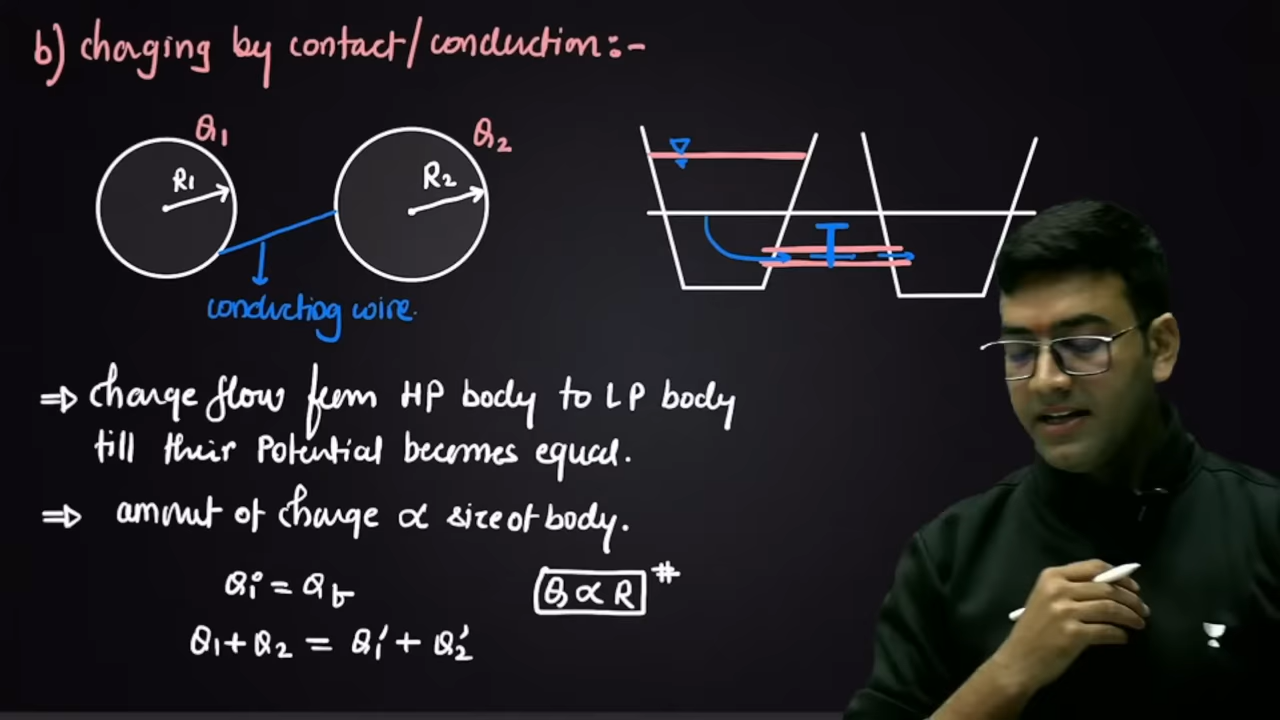 b) charging by contact/conduction:-
Q1
Q2
R1
R2
conducting wire.
⇒ charge flow from HP body to LP body
till their Potential becomes equal.
⇒ amount of charge ∝ size of body.
Qi = Qf
Q ∝ R #
Q1 + Q2 = Q1' + Q2'